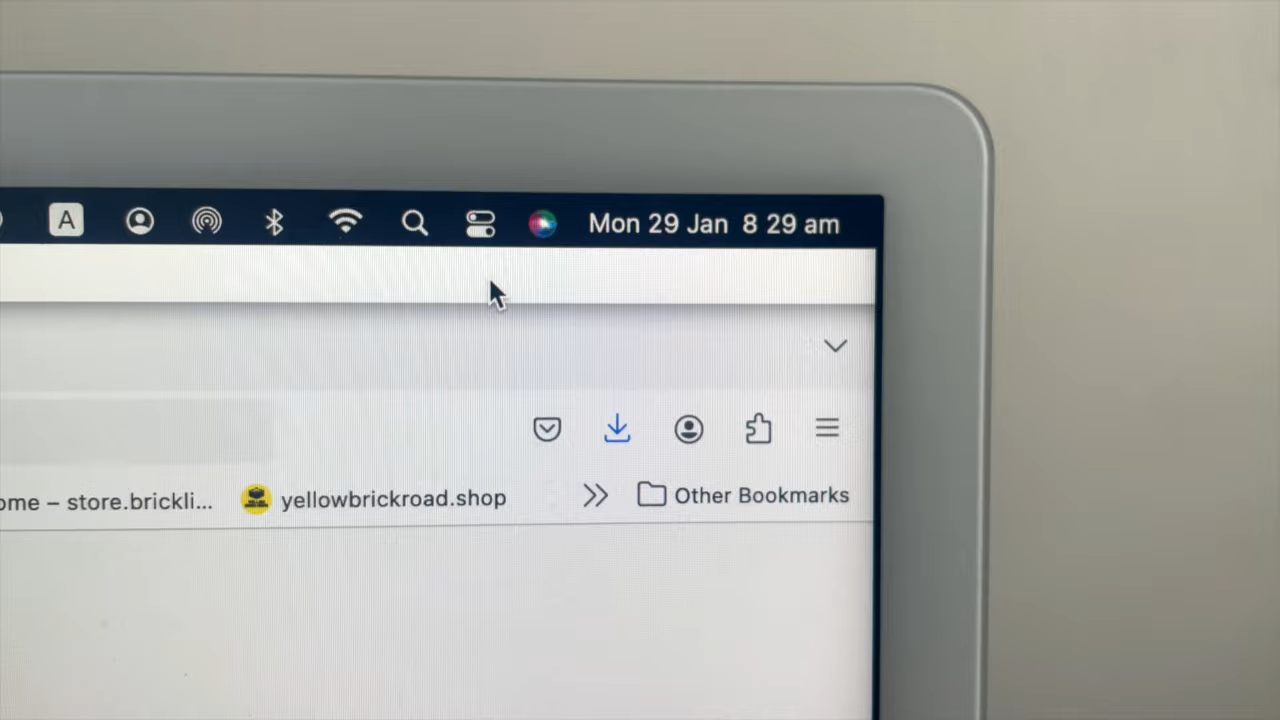 A
Mon 29 Jan 8 29 am
ome – store.brickli...
yellowbrickroad.shop
Other Bookmarks